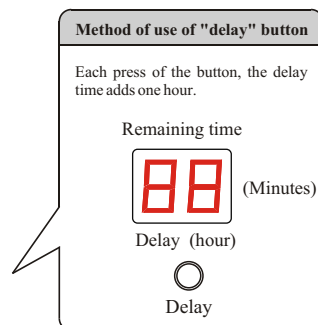 Method of use of "delay" button
Each press of the button, the delay
time adds one hour.
Remaining time
88 (Minutes)
Delay (hour)
Delay